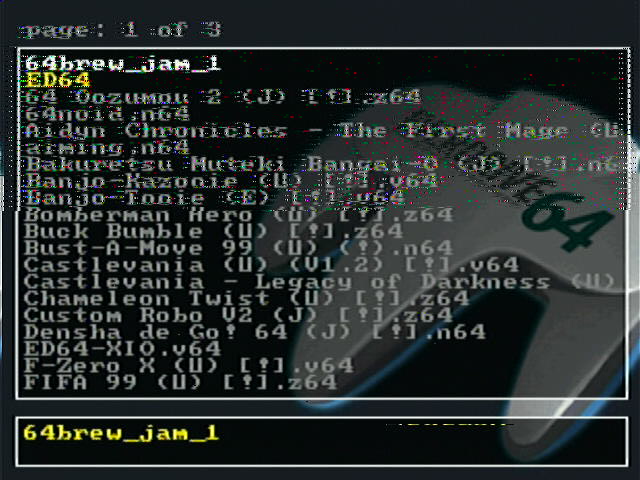 page: 1 of 3
64brew_jam_1
ED64
64 Oozumou 2 (J) [!].z64
64noid.n64
Aidyn Chronicles - The First Mage (U
aiming.n64
Bakuretsu Muteki Bangai-O (J) [!].n6
Banjo-Kazooie (U) [!].v64
Banjo-Tooie (E) [!].v64
Bomberman Hero (U) [!].z64
Buck Bumble (U) [!].z64
Bust-A-Move 99 (U) (!).n64
Castlevania (U) (V1.2) [!].v64
Castlevania - Legacy of Darkness (U)
Chameleon Twist (U) [!].z64
Custom Robo V2 (J) [!].z64
Densha de Go! 64 (J) [!].n64
ED64-XIO.v64
F-Zero X (U) [!].v64
FIFA 99 (U) [!].z64
64
64brew_jam_1